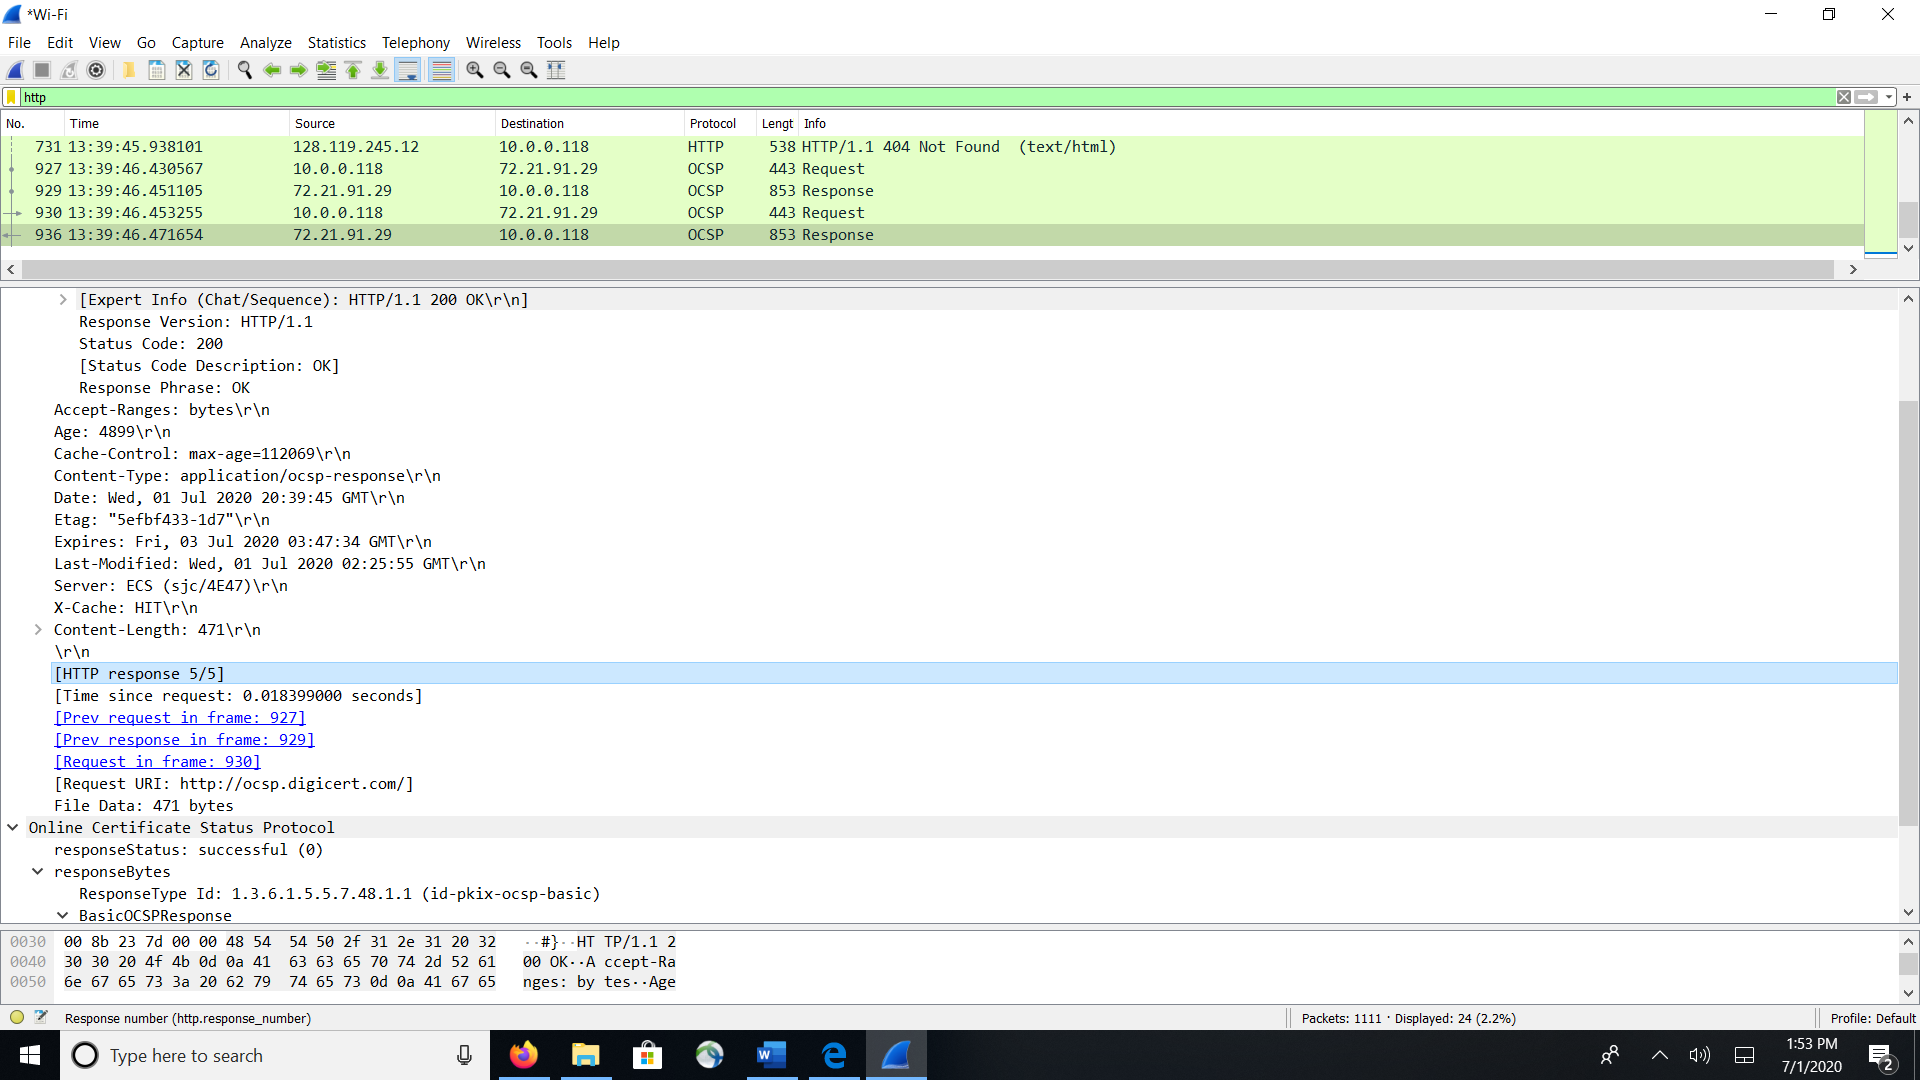 *Wi-Fi
File Edit View Go Capture Analyze Statistics Telephony Wireless Tools Help
http
No. Time Source Destination Protocol Lengt Info
731 13:39:45.938101 128.119.245.12 10.0.0.118 HTTP 538 HTTP/1.1 404 Not Found (text/html)
927 13:39:46.430567 10.0.0.118 72.21.91.29 OCSP 443 Request
929 13:39:46.451105 72.21.91.29 10.0.0.118 OCSP 853 Response
930 13:39:46.453255 10.0.0.118 72.21.91.29 OCSP 443 Request
936 13:39:46.471654 72.21.91.29 10.0.0.118 OCSP 853 Response
[Expert Info (Chat/Sequence): HTTP/1.1 200 OK\r\n]
Response Version: HTTP/1.1
Status Code: 200
[Status Code Description: OK]
Response Phrase: OK
Accept-Ranges: bytes\r\n
Age: 4899\r\n
Cache-Control: max-age=112069\r\n
Content-Type: application/ocsp-response\r\n
Date: Wed, 01 Jul 2020 20:39:45 GMT\r\n
Etag: "5efbf433-1d7"\r\n
Expires: Fri, 03 Jul 2020 03:47:34 GMT\r\n
Last-Modified: Wed, 01 Jul 2020 02:25:55 GMT\r\n
Server: ECS (sjc/4E47)\r\n
X-Cache: HIT\r\n
Content-Length: 471\r\n
\r\n
[HTTP response 5/5]
[Time since request: 0.018399000 seconds]
[Prev request in frame: 927]
[Prev response in frame: 929]
[Request in frame: 930]
[Request URI: http://ocsp.digicert.com/]
File Data: 471 bytes
Online Certificate Status Protocol
responseStatus: successful (0)
responseBytes
ResponseType Id: 1.3.6.1.5.5.7.48.1.1 (id-pkix-ocsp-basic)
BasicOCSPResponse
0030 00 8b 23 7d 00 00 48 54 54 50 2f 31 2e 31 20 32 ··#}··HT TP/1.1 2
0040 30 30 20 4f 4b 0d 0a 41 63 63 65 70 74 2d 52 61 00 OK··A ccept-Ra
0050 6e 67 65 73 3a 20 62 79 74 65 73 0d 0a 41 67 65 nges: by tes··Age
Response number (http.response_number) Packets: 1111 · Displayed: 24 (2.2%) Profile: Default
Type here to search
1:53 PM
7/1/2020
2